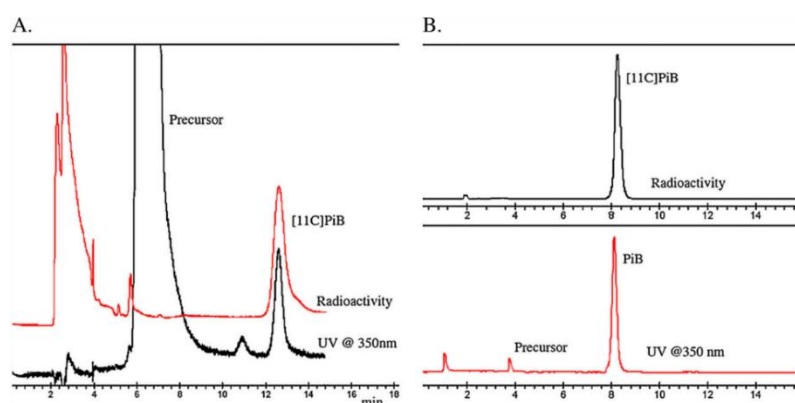 A.
Precursor
[11C]PiB
Radioactivity
UV @ 350nm
2 4 6 8 10 12 14 16 18
min
B.
[11C]PiB
Radioactivity
2 4 6 8 10 12 14
PiB
Precursor
UV @350 nm
2 4 6 8 10 12 14